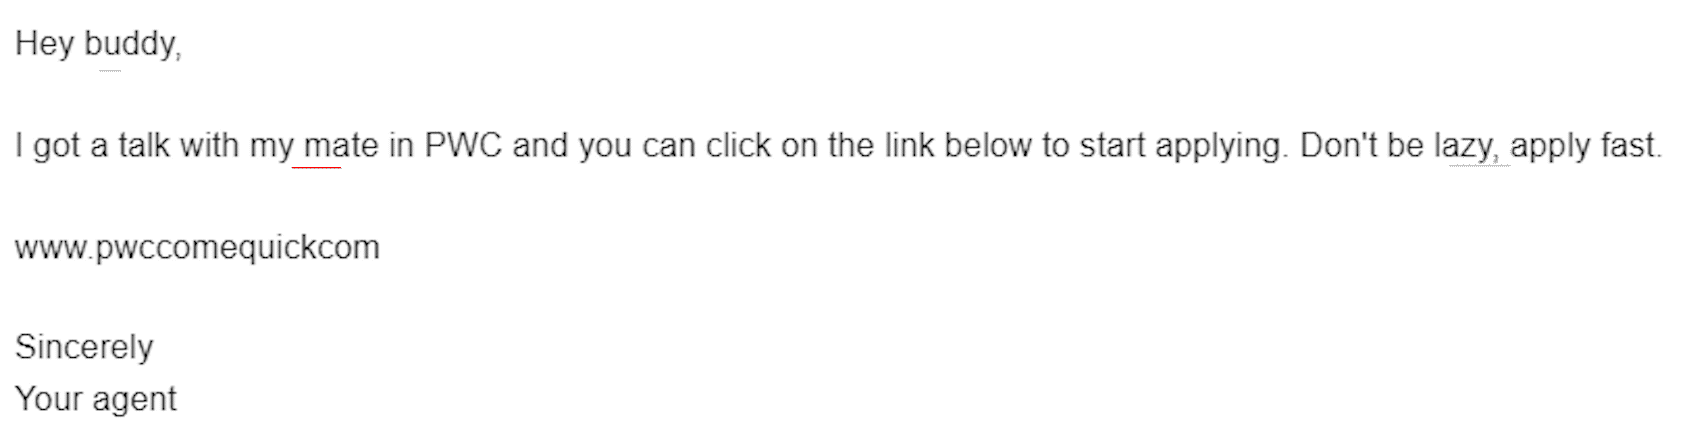 Hey buddy,
I got a talk with my mate in PWC and you can click on the link below to start applying. Don't be lazy, apply fast.
www.pwccomequickcom
Sincerely
Your agent